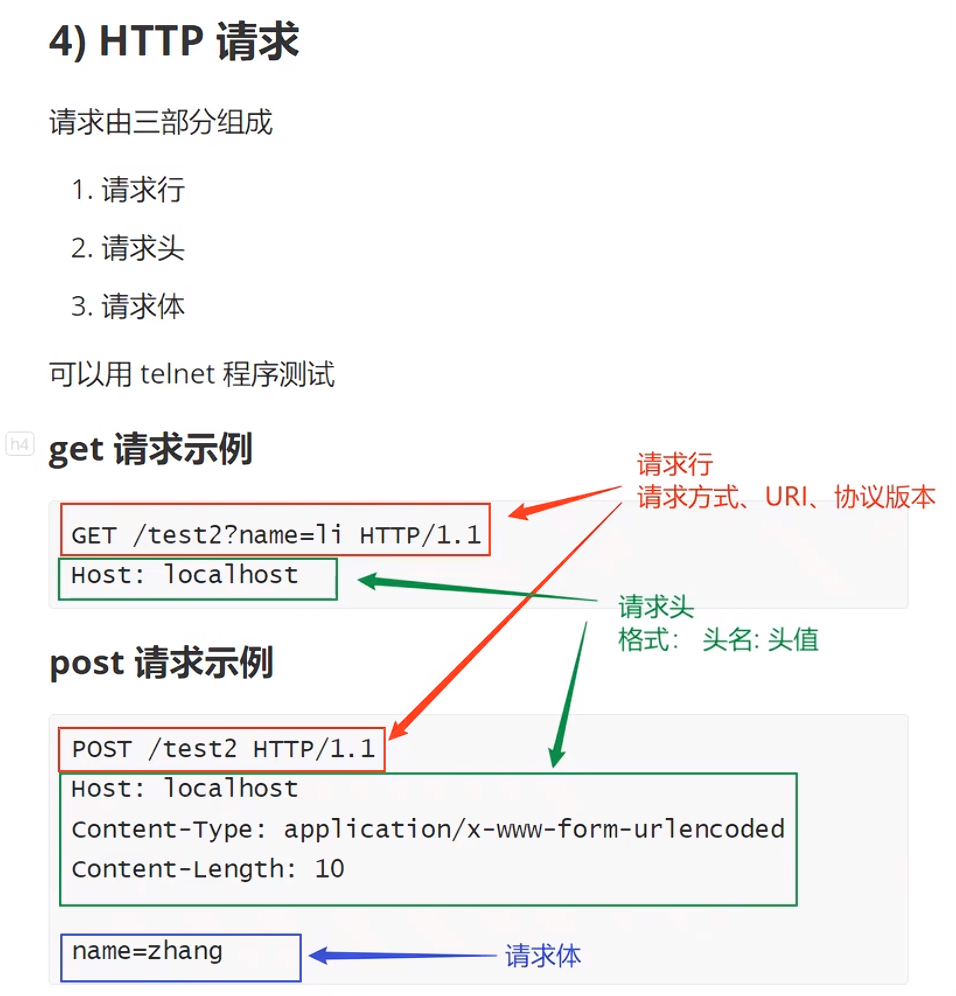 4) HTTP 请求
请求由三部分组成
1. 请求行
2. 请求头
3. 请求体
可以用 telnet 程序测试
h4
get 请求示例
请求行
请求方式、URI、协议版本
GET /test2?name=li HTTP/1.1
Host: localhost
请求头
格式： 头名: 头值
post 请求示例
POST /test2 HTTP/1.1
Host: localhost
Content-Type: application/x-www-form-urlencoded
Content-Length: 10
name=zhang
请求体